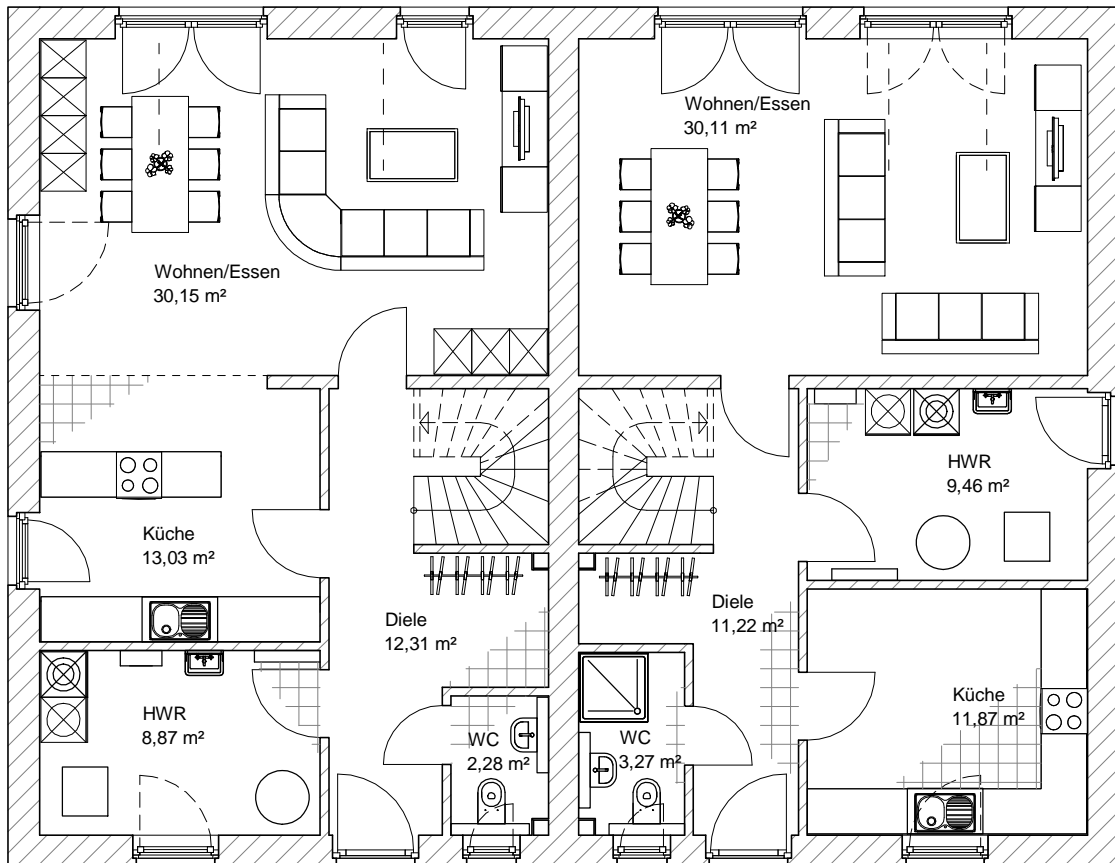 Wohnen/Essen
30,15 m²
Küche
13,03 m²
HWR
8,87 m²
Diele
12,31 m²
WC
2,28 m²
Wohnen/Essen
30,11 m²
HWR
9,46 m²
Diele
11,22 m²
WC
3,27 m²
Küche
11,87 m²